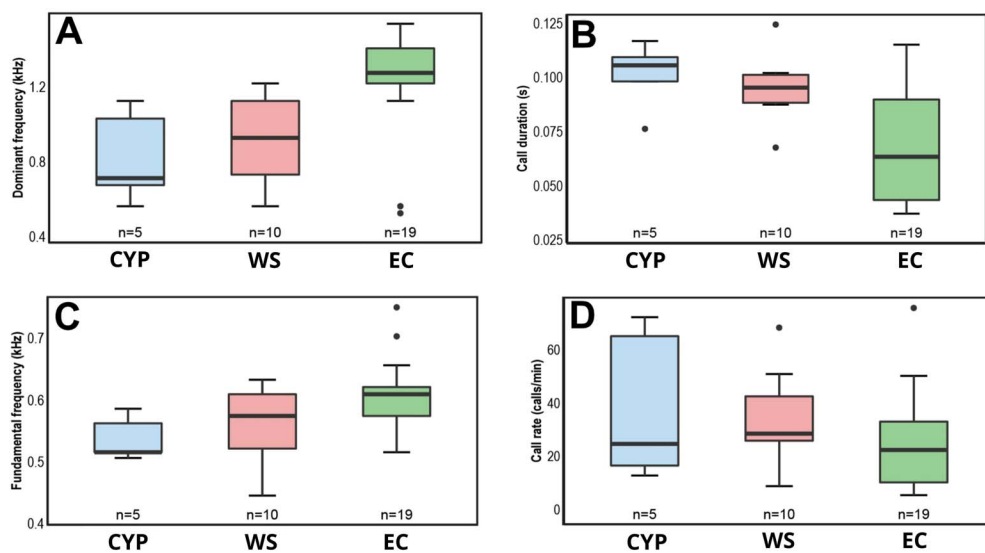 A
Dominant frequency (kHz)
1.2
0.8
0.4
n=5
n=10
n=19
CYP
WS
EC
B
Call duration (s)
0.125
0.100
0.075
0.050
0.025
n=5
n=10
n=19
CYP
WS
EC
C
Fundamental frequency (kHz)
0.7
0.6
0.5
0.4
n=5
n=10
n=19
CYP
WS
EC
D
Call rate (calls/min)
60
40
20
0
n=5
n=10
n=19
CYP
WS
EC